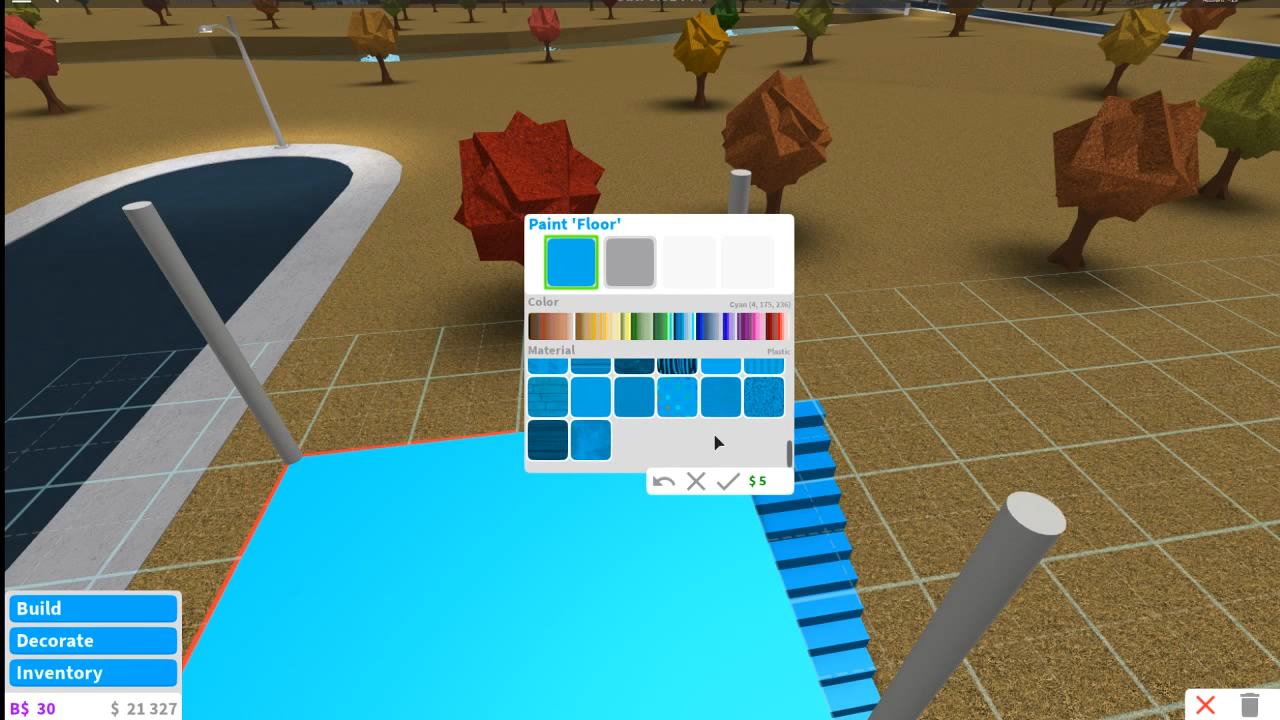 Paint 'Floor'
Color
Cyan (4, 175, 236)
Material
Plastic
$ 5
Build
Decorate
Inventory
B$ 30
$ 21 327